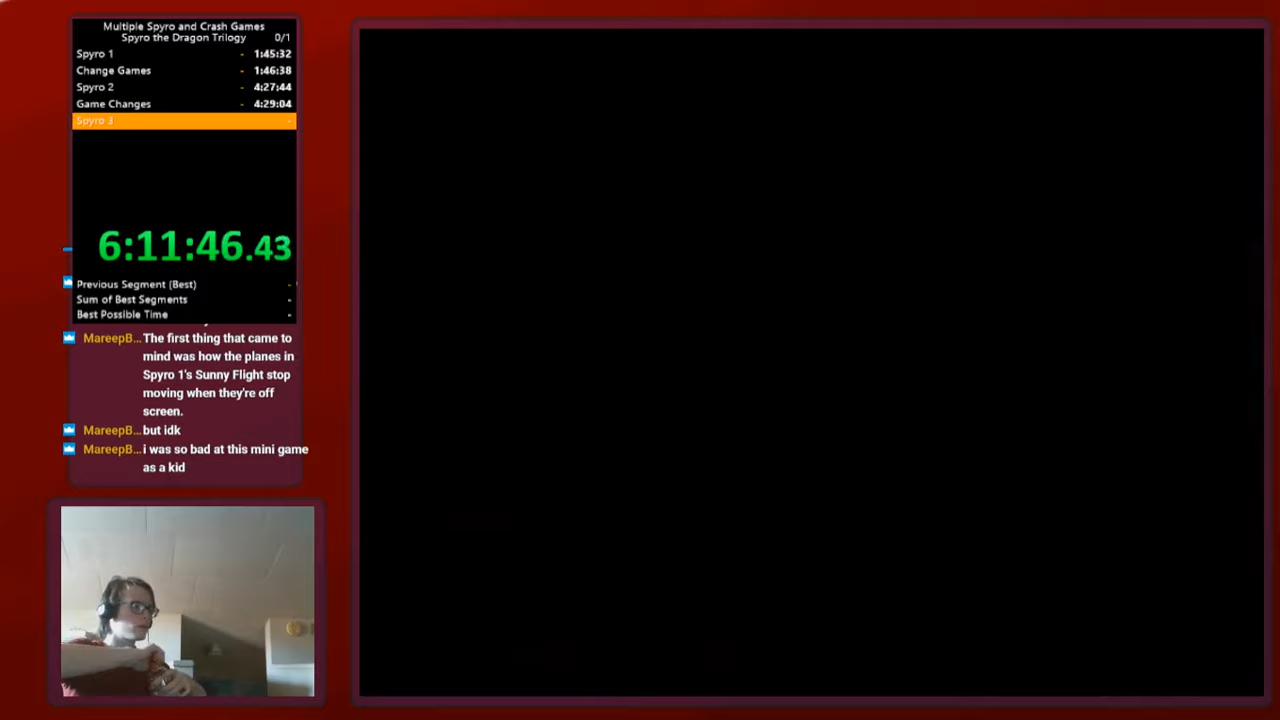 Multiple Spyro and Crash Games
Spyro the Dragon Trilogy 0/1
Spyro 1 - 1:45:32
Change Games - 1:46:38
Spyro 2 - 4:27:44
Game Changes - 4:29:04
Spyro 3 -
6:11:46.43
Previous Segment (Best) -
Sum of Best Segments -
Best Possible Time -
MareepB... The first thing that came to
mind was how the planes in
Spyro 1's Sunny Flight stop
moving when they're off
screen.
MareepB... but idk
MareepB... i was so bad at this mini game
as a kid